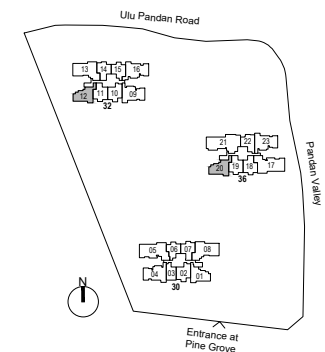 Ulu Pandan Road
13 14 15 16
12 11 10 09
32
21 22 23
20 19 18 17
36
Pandan Valley
05 06 07 08
04 03 02 01
30
N
Entrance at
Pine Grove